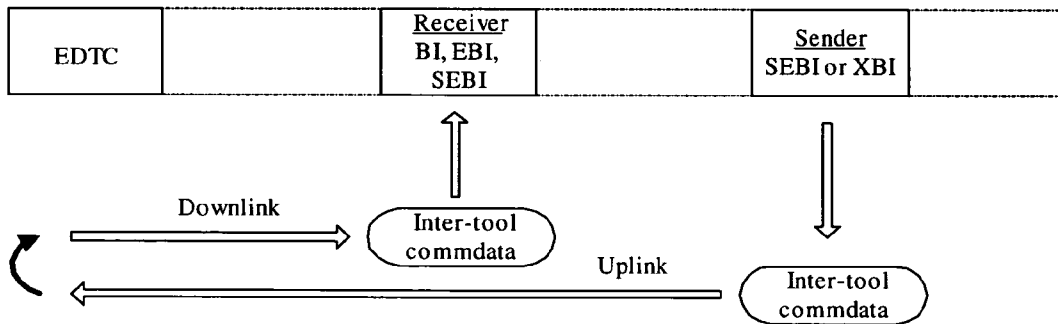 EDTC
Receiver
BI, EBI,
SEBI
Sender
SEBI or XBI
Downlink
Inter-tool
commdata
Uplink
Inter-tool
commdata